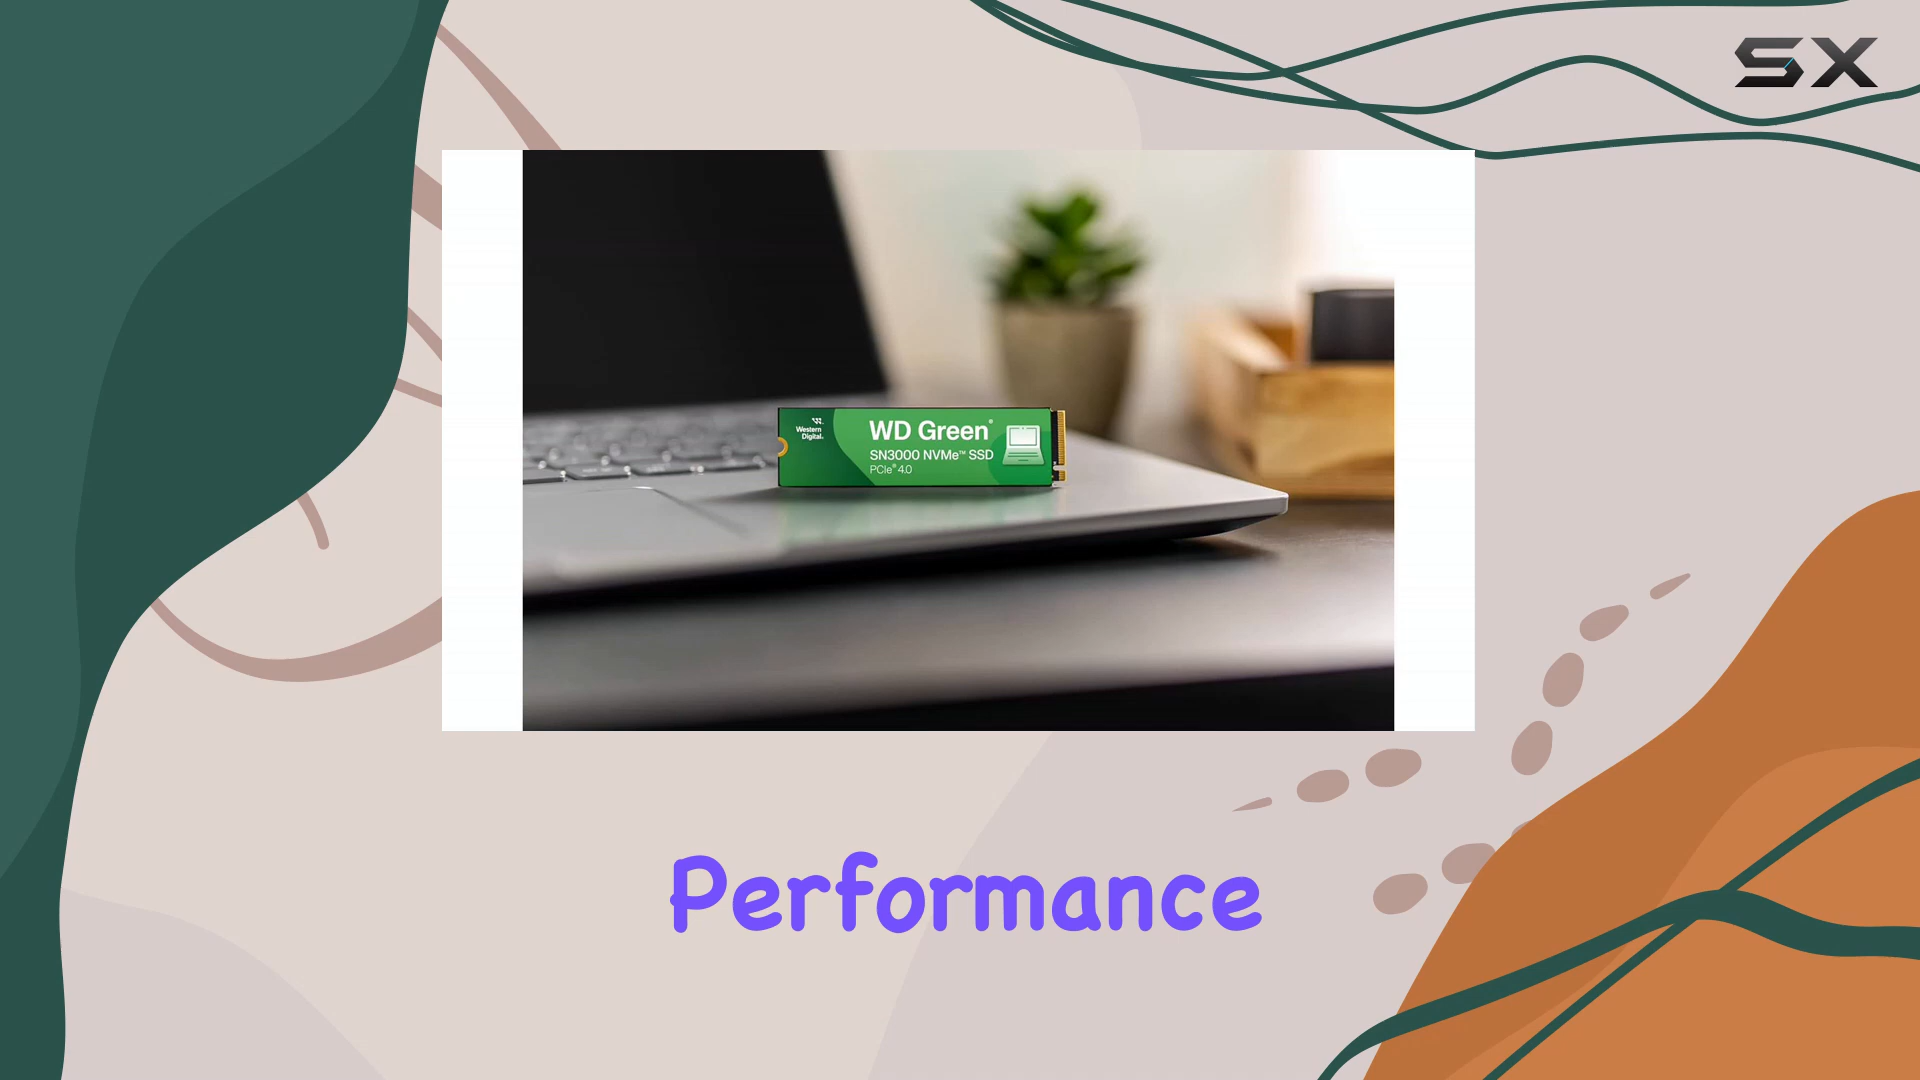 SX
Western
Digital.
WD Green®
SN3000 NVMe™ SSD
PCIe® 4.0
Performance